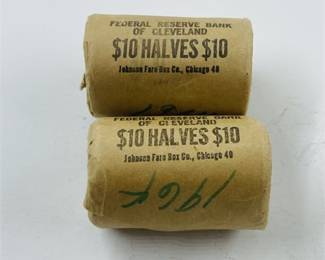 FEDERAL RESERVE BANK
OF CLEVELAND
$10 HALVES $10
Johnson Fare Box Co., Chicago 40
FEDERAL RESERVE BANK
OF CLEVELAND
$10 HALVES $10
Johnson Fare Box Co., Chicago 40
1964